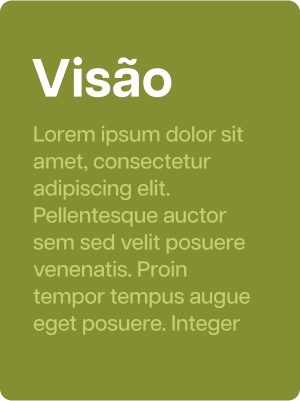 Visão
Lorem ipsum dolor sit
amet, consectetur
adipiscing elit.
Pellentesque auctor
sem sed velit posuere
venenatis. Proin
tempor tempus augue
eget posuere. Integer